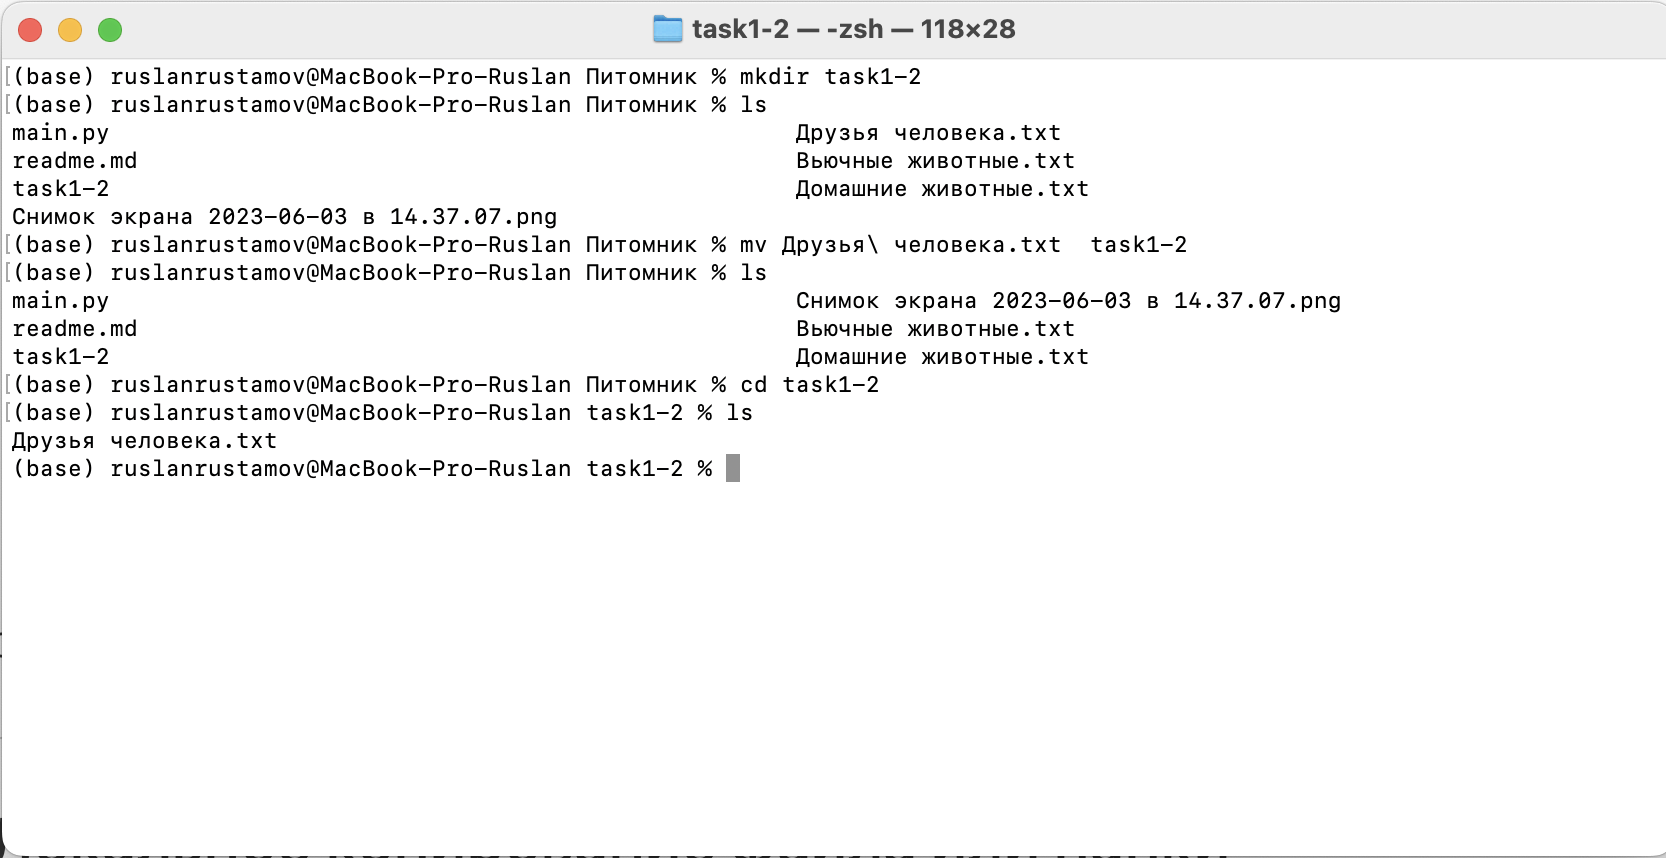 task1-2 — -zsh — 118×28
[(base) ruslanrustamov@MacBook-Pro-Ruslan Питомник % mkdir task1-2
[(base) ruslanrustamov@MacBook-Pro-Ruslan Питомник % ls
main.py Друзья человека.txt
readme.md Вьючные животные.txt
task1-2 Домашние животные.txt
Снимок экрана 2023-06-03 в 14.37.07.png
[(base) ruslanrustamov@MacBook-Pro-Ruslan Питомник % mv Друзья\ человека.txt  task1-2
[(base) ruslanrustamov@MacBook-Pro-Ruslan Питомник % ls
main.py Снимок экрана 2023-06-03 в 14.37.07.png
readme.md Вьючные животные.txt
task1-2 Домашние животные.txt
[(base) ruslanrustamov@MacBook-Pro-Ruslan Питомник % cd task1-2
[(base) ruslanrustamov@MacBook-Pro-Ruslan task1-2 % ls
Друзья человека.txt
(base) ruslanrustamov@MacBook-Pro-Ruslan task1-2 %